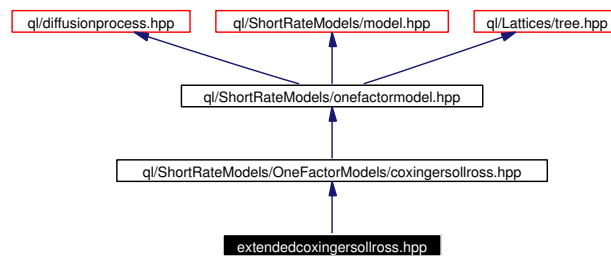 ql/diffusionprocess.hpp ql/ShortRateModels/model.hpp ql/Lattices/tree.hpp
ql/ShortRateModels/onefactormodel.hpp
ql/ShortRateModels/OneFactorModels/coxingersollross.hpp
extendedcoxingersollross.hpp